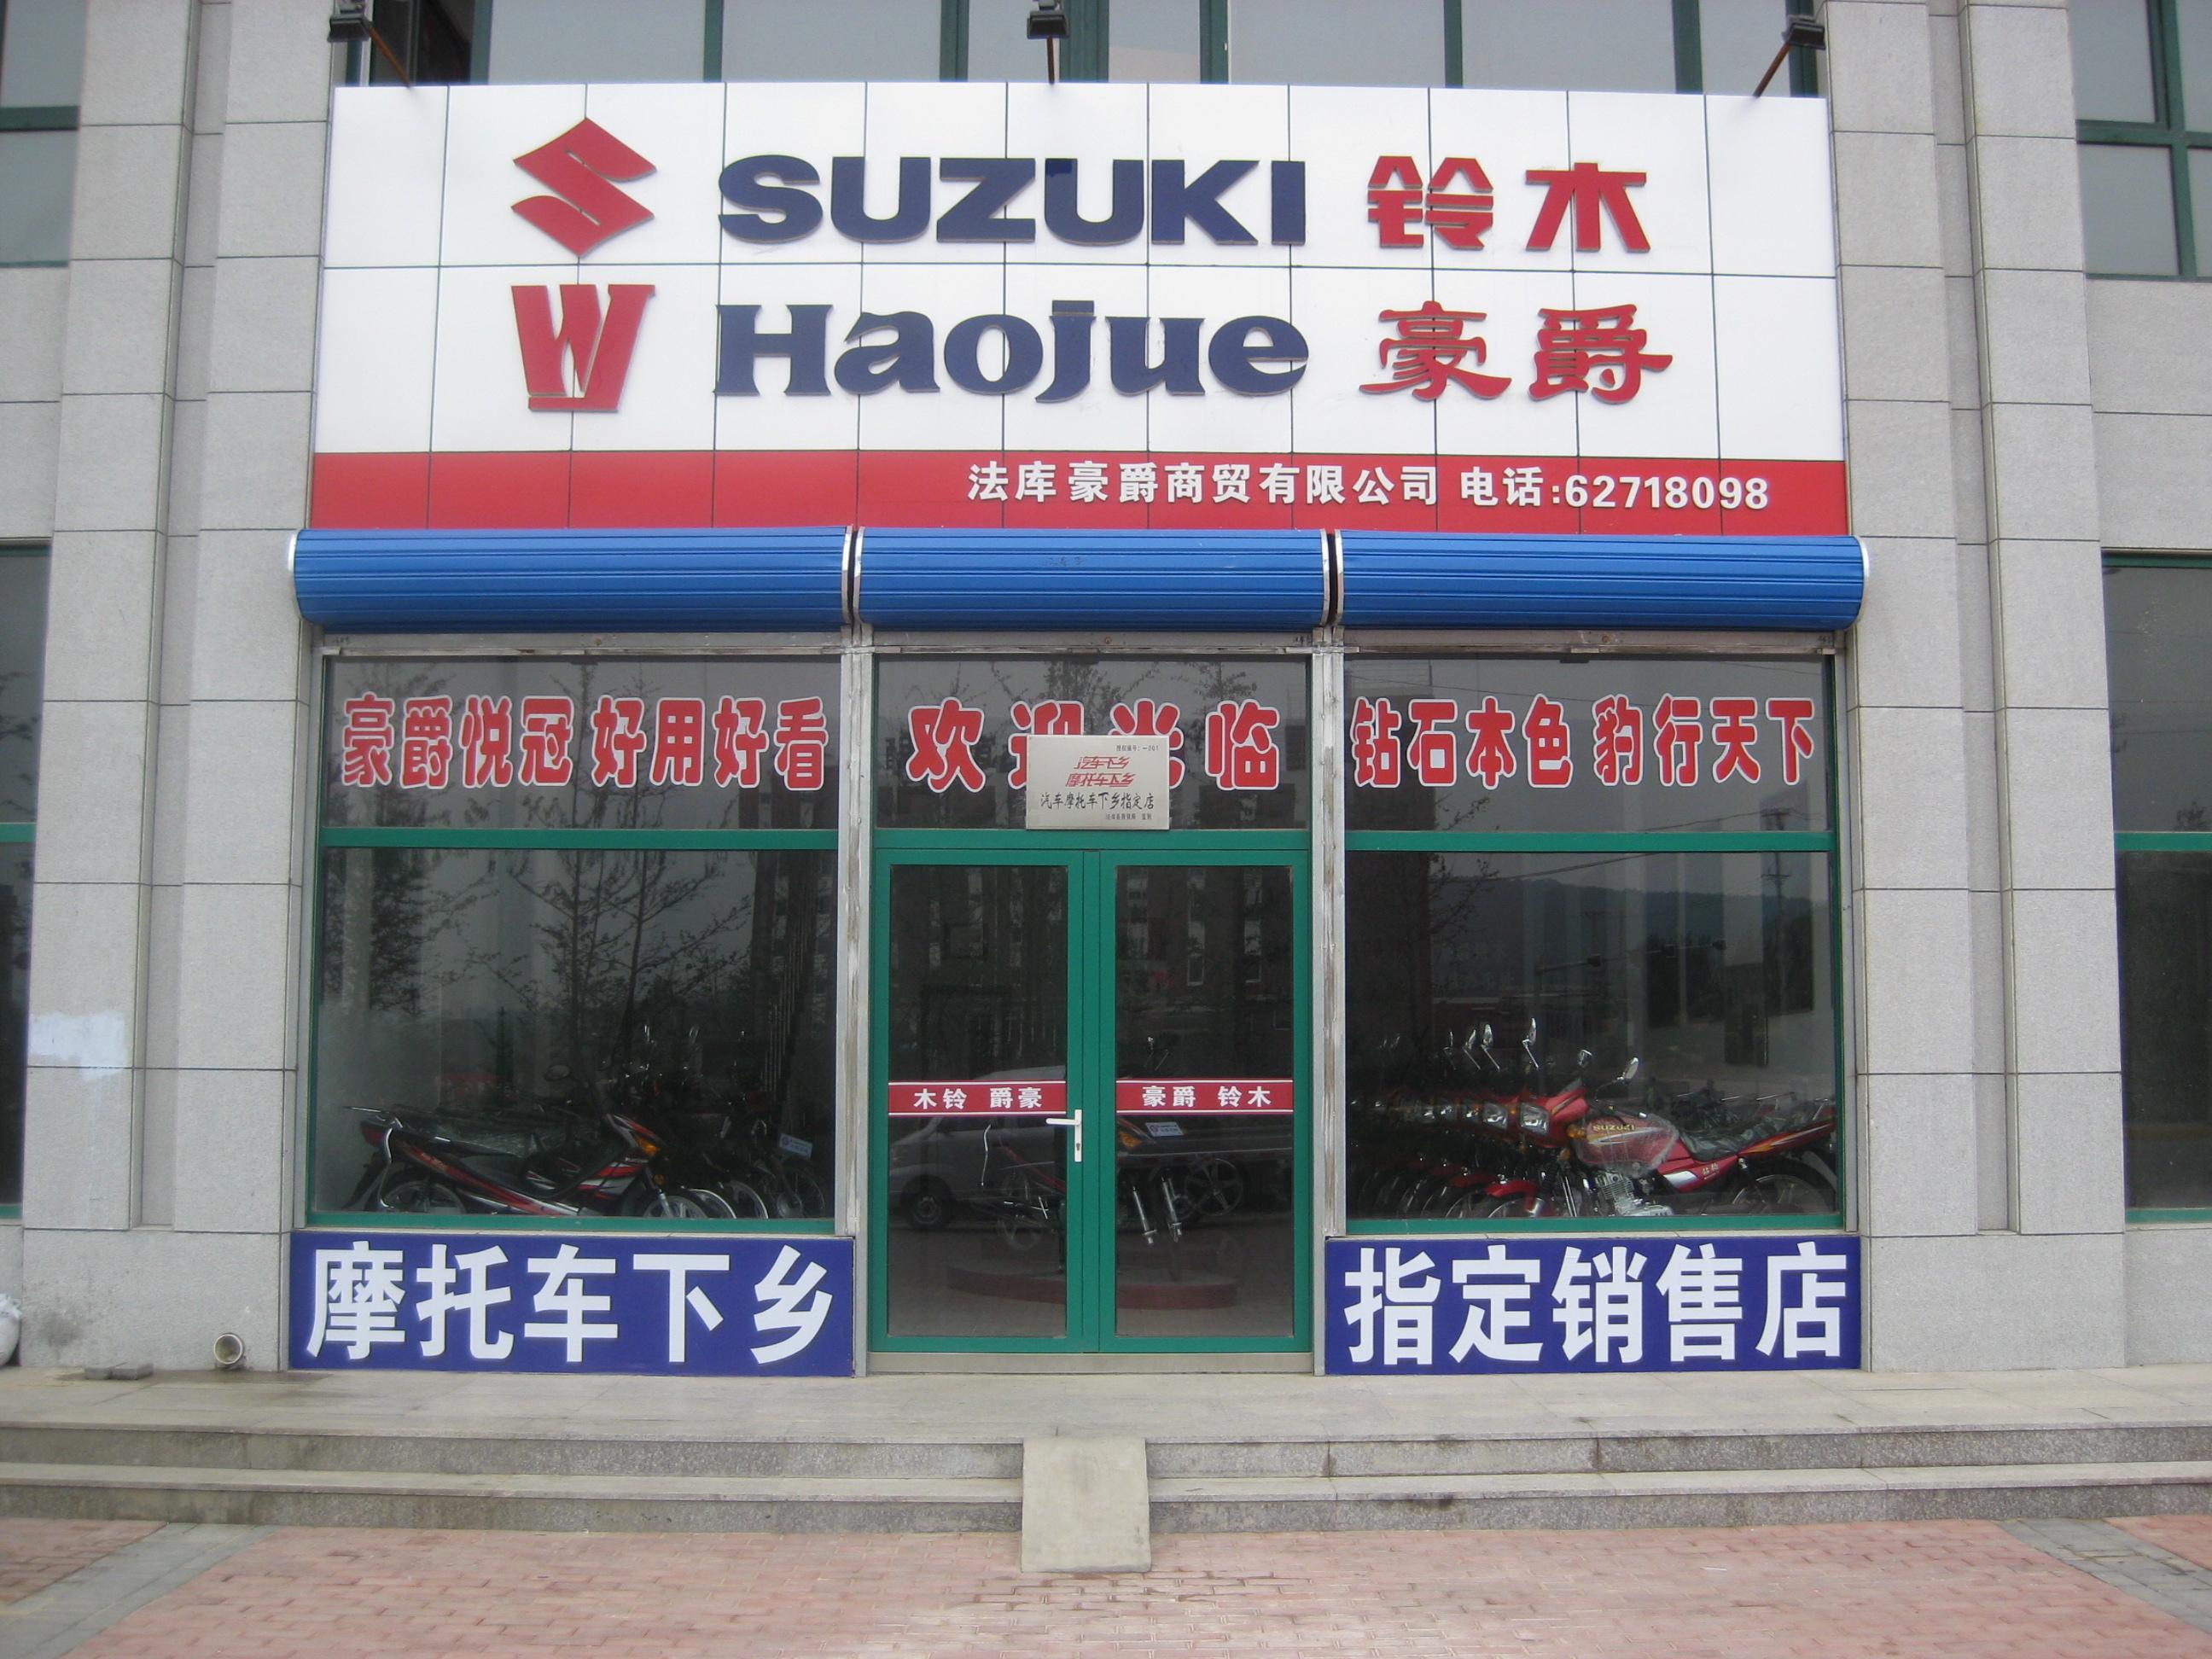 SUZUKI 铃木
Haojue 豪爵
法库豪爵商贸有限公司 电话:62718098
豪爵悦冠 好用好看
欢迎光临
钻石本色 豹行天下
汽车下乡
摩托车下乡
汽车摩托车下乡指定店
木铃 爵豪
豪爵 铃木
SUZUKI
摩托车下乡
指定销售店